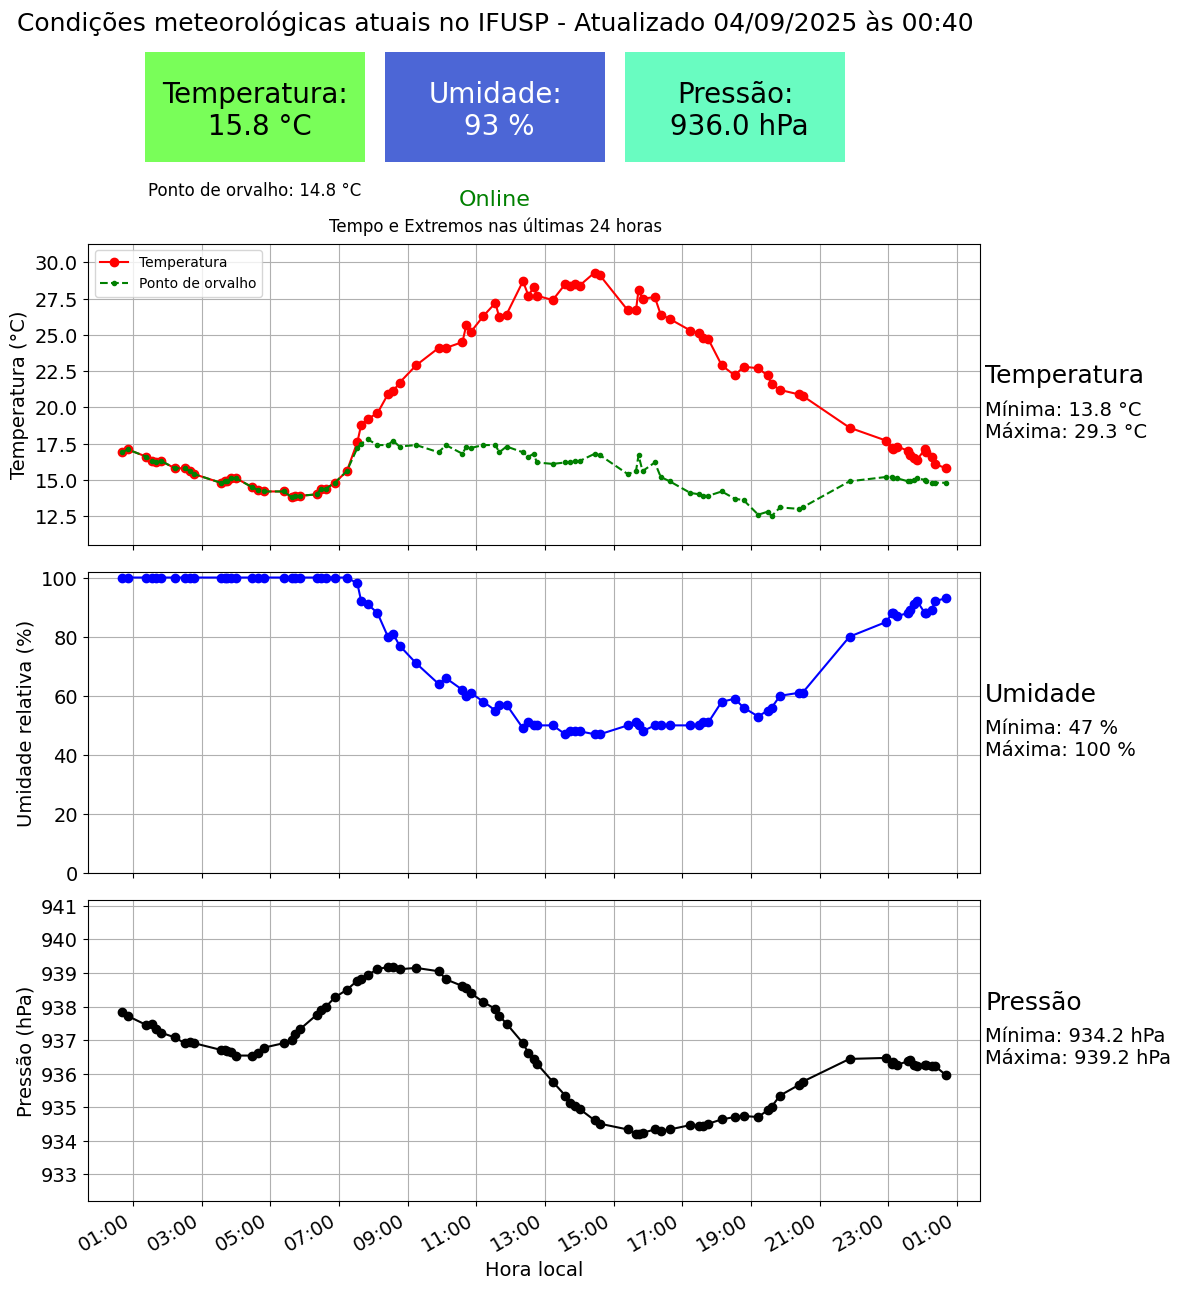 Condições meteorológicas atuais no IFUSP - Atualizado 04/09/2025 às 00:40
Temperatura:
15.8 °C
Umidade:
93 %
Pressão:
936.0 hPa
Ponto de orvalho: 14.8 °C
Online
Tempo e Extremos nas últimas 24 horas
Temperatura
Ponto de orvalho
Temperatura (°C)
30.0
27.5
25.0
22.5
20.0
17.5
15.0
12.5
Temperatura
Mínima: 13.8 °C
Máxima: 29.3 °C
Umidade relativa (%)
100
80
60
40
20
0
Umidade
Mínima: 47 %
Máxima: 100 %
Pressão (hPa)
941
940
939
938
937
936
935
934
933
Pressão
Mínima: 934.2 hPa
Máxima: 939.2 hPa
01:00 03:00 05:00 07:00 09:00 11:00 13:00 15:00 17:00 19:00 21:00 23:00 01:00
Hora local